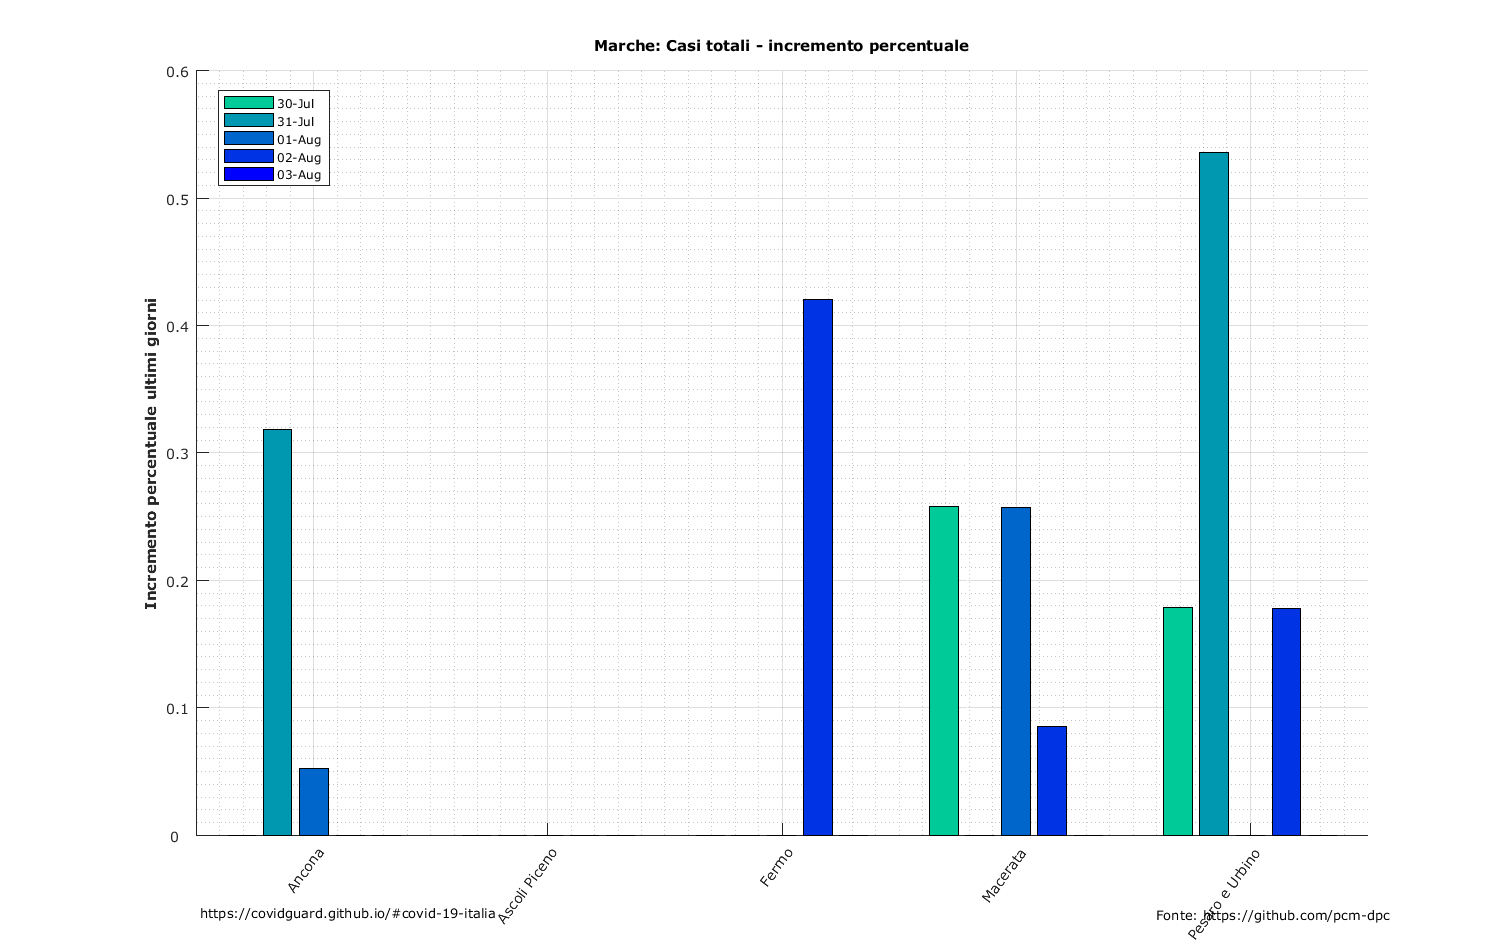 Marche: Casi totali - incremento percentuale
0.6
0.5
0.4
0.3
0.2
0.1
0
Incremento percentuale ultimi giorni
30-Jul
31-Jul
01-Aug
02-Aug
03-Aug
Ancona
Ascoli Piceno
Fermo
Macerata
Pesaro e Urbino
https://covidguard.github.io/#covid-19-italia
Fonte: https://github.com/pcm-dpc